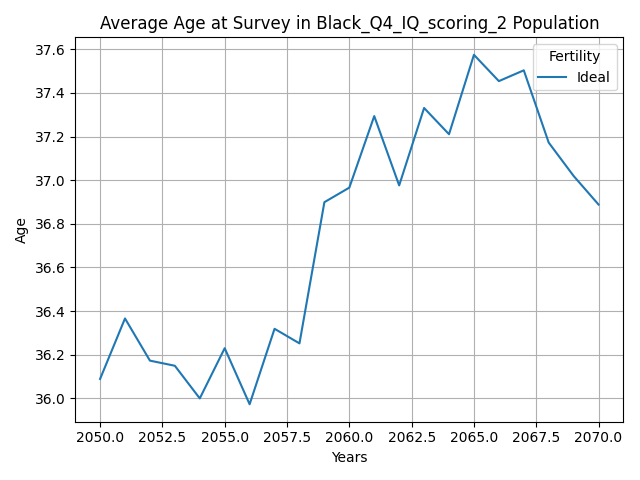 Average Age at Survey in Black_Q4_IQ_scoring_2 Population
Fertility
Ideal
37.6
37.4
37.2
37.0
36.8
36.6
36.4
36.2
36.0
Age
2050.0 2052.5 2055.0 2057.5 2060.0 2062.5 2065.0 2067.5 2070.0
Years